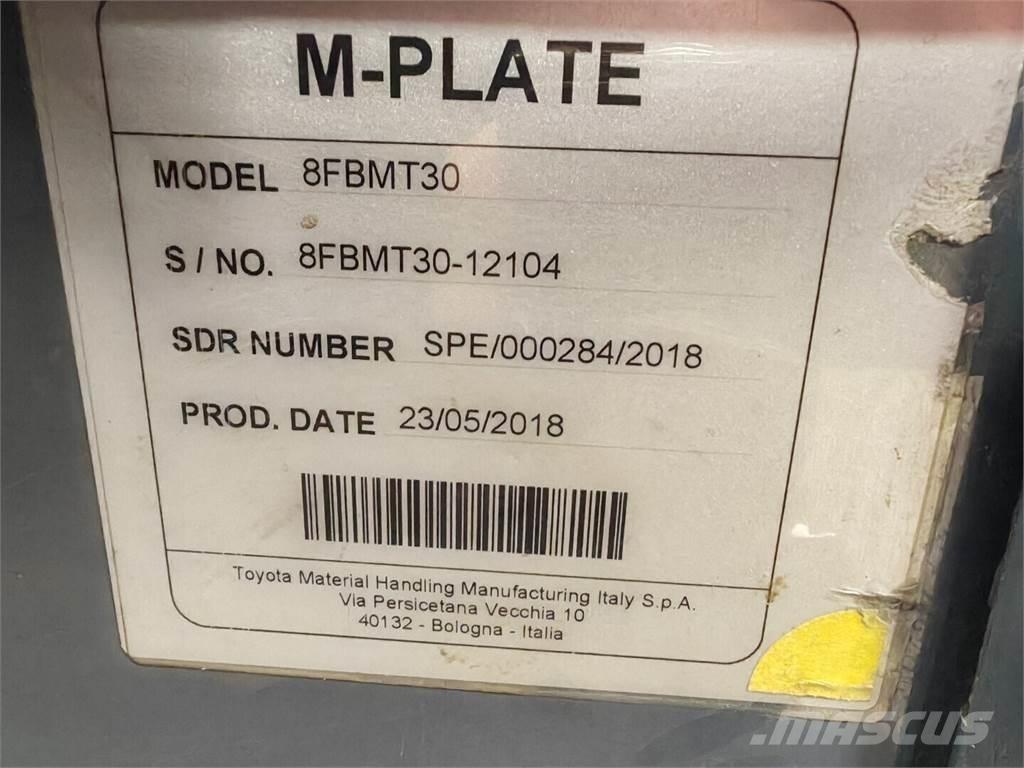 M-PLATE
MODEL 8FBMT30
S / NO. 8FBMT30-12104
SDR NUMBER SPE/000284/2018
PROD. DATE 23/05/2018
Toyota Material Handling Manufacturing Italy S.p.A.
Via Persicetana Vecchia 10
40132 - Bologna - Italia
MASCUS